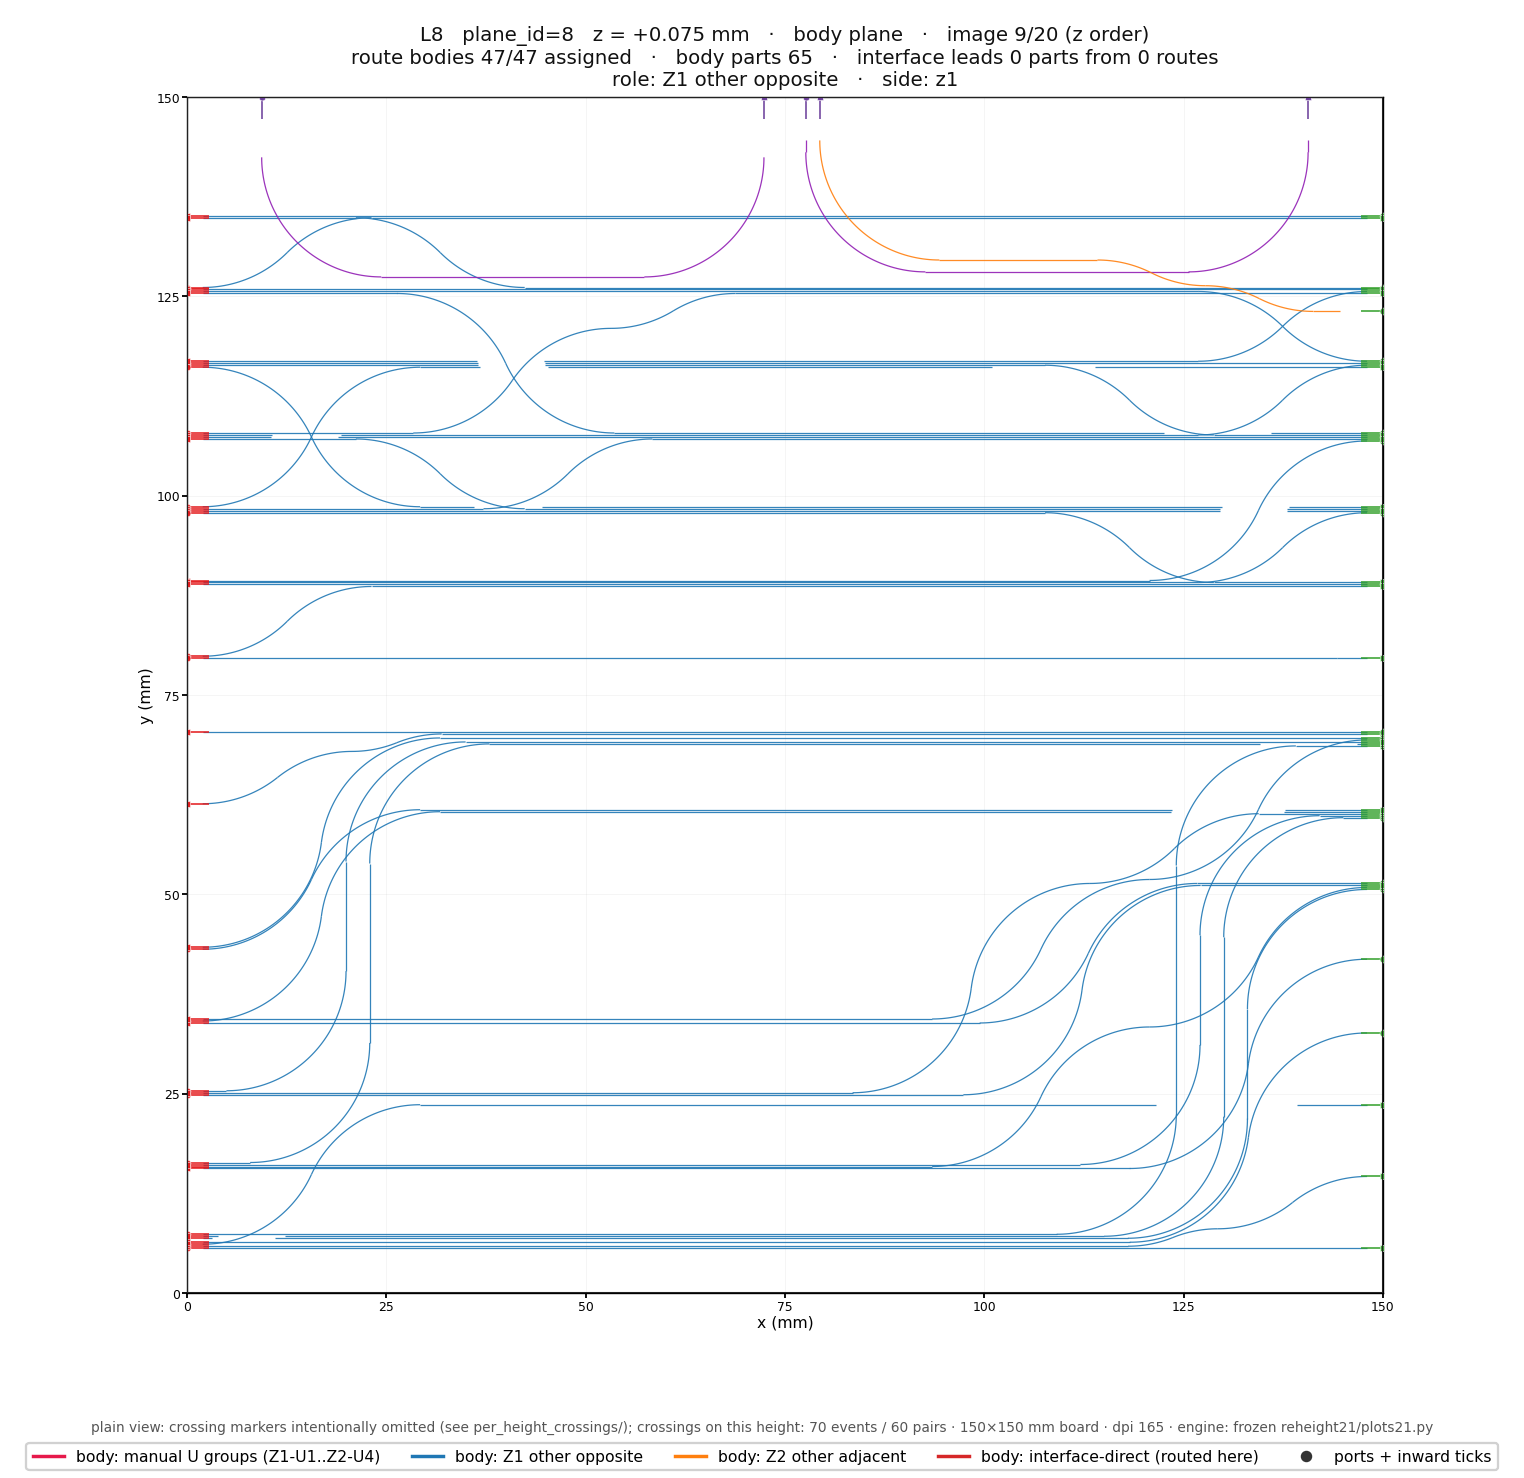 L8 plane_id=8 z = +0.075 mm · body plane · image 9/20 (z order)
route bodies 47/47 assigned · body parts 65 · interface leads 0 parts from 0 routes
role: Z1 other opposite · side: z1
150
125
100
75
50
25
0
y (mm)
0 25 50 75 100 125 150
x (mm)
plain view: crossing markers intentionally omitted (see per_height_crossings/); crossings on this height: 70 events / 60 pairs · 150×150 mm board · dpi 165 · engine: frozen reheight21/plots21.py
body: manual U groups (Z1-U1..Z2-U4) body: Z1 other opposite body: Z2 other adjacent body: interface-direct (routed here) ports + inward ticks